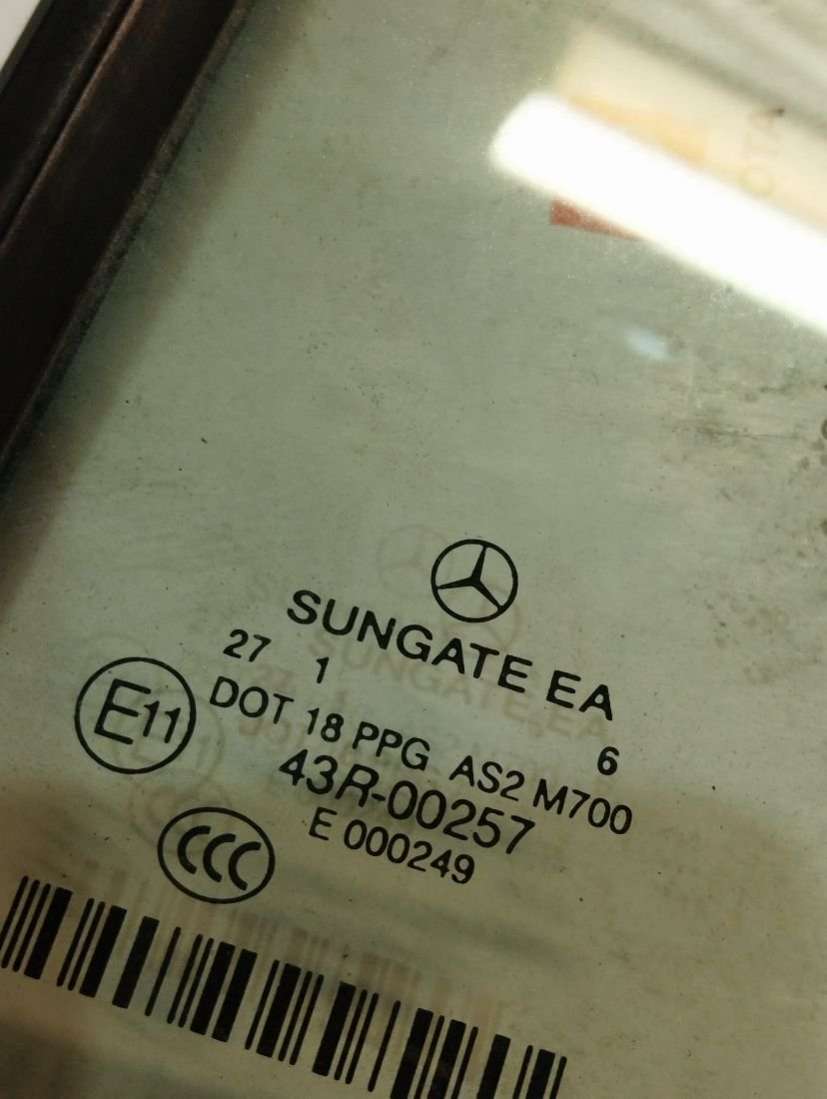 SUNGATE EA
27 1 6
E11
DOT 18 PPG AS2 M700
43R-00257
E 000249
CCC